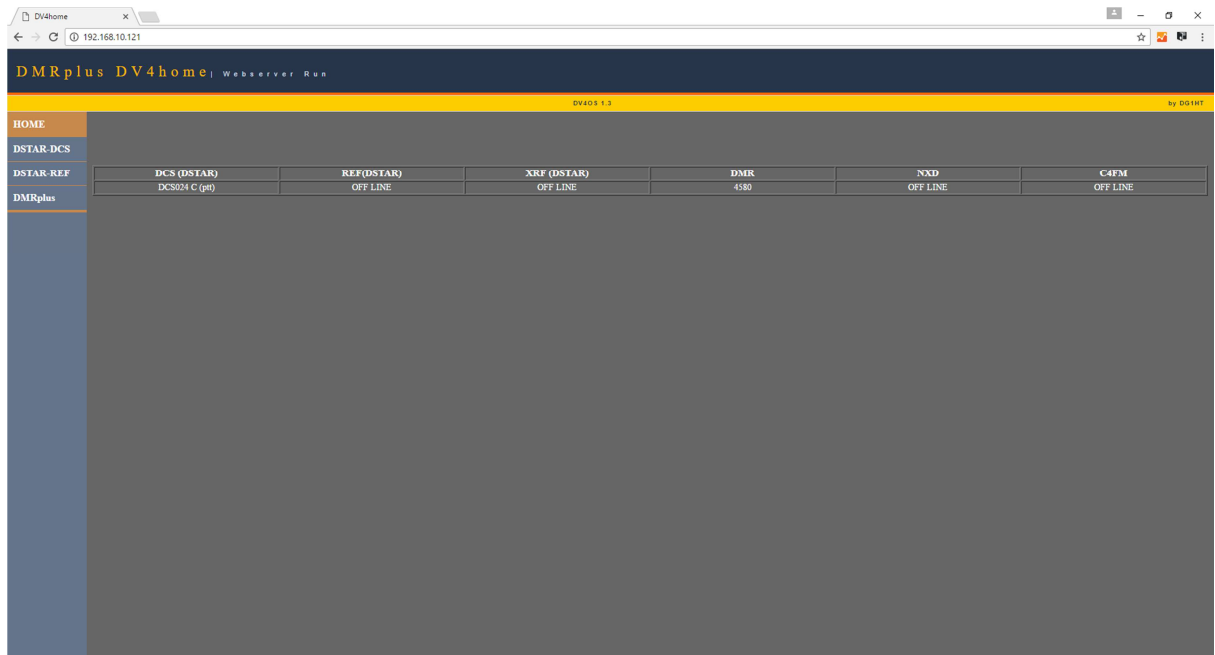 DV4home
192.168.10.121
DMRplus DV4home| Webserver Run
DV4OS 1.3 by DG1HT
HOME
DSTAR-DCS
DSTAR-REF
DMRplus
DCS (DSTAR) REF(DSTAR) XRF (DSTAR) DMR NXD C4FM
DCS024 C (ptt) OFF LINE OFF LINE 4580 OFF LINE OFF LINE